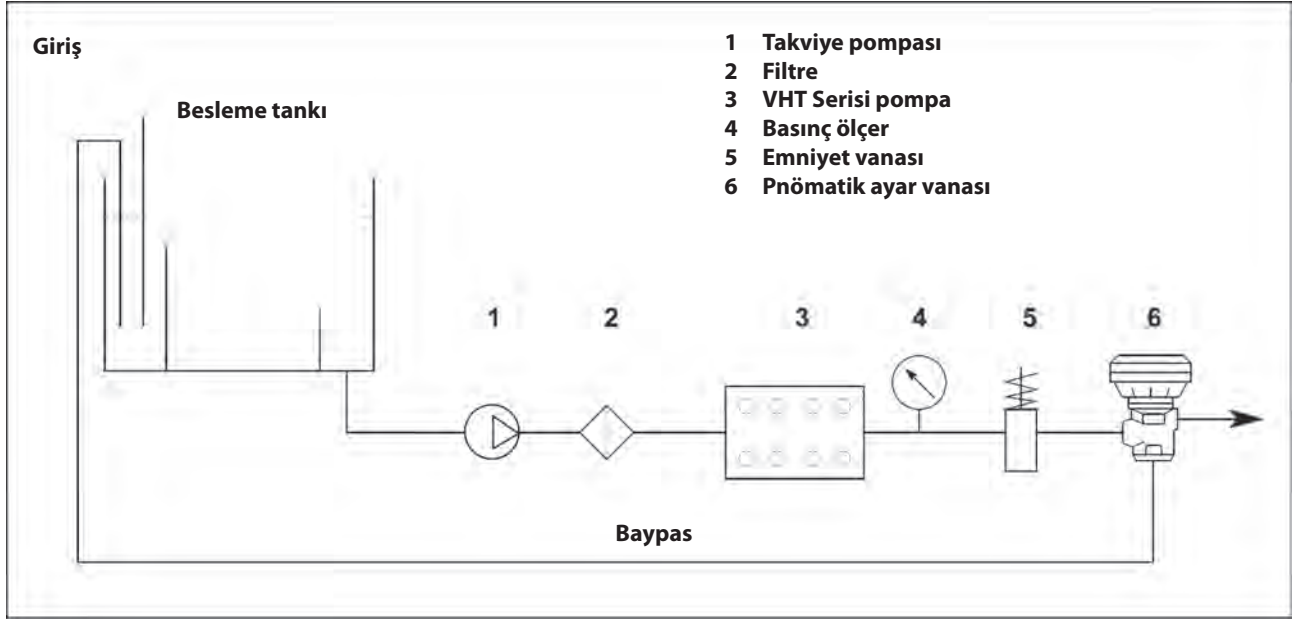 Giriş
Besleme tankı
1 Takviye pompası
2 Filtre
3 VHT Serisi pompa
4 Basınç ölçer
5 Emniyet vanası
6 Pnömatik ayar vanası
1 2 3 4 5 6
Baypas